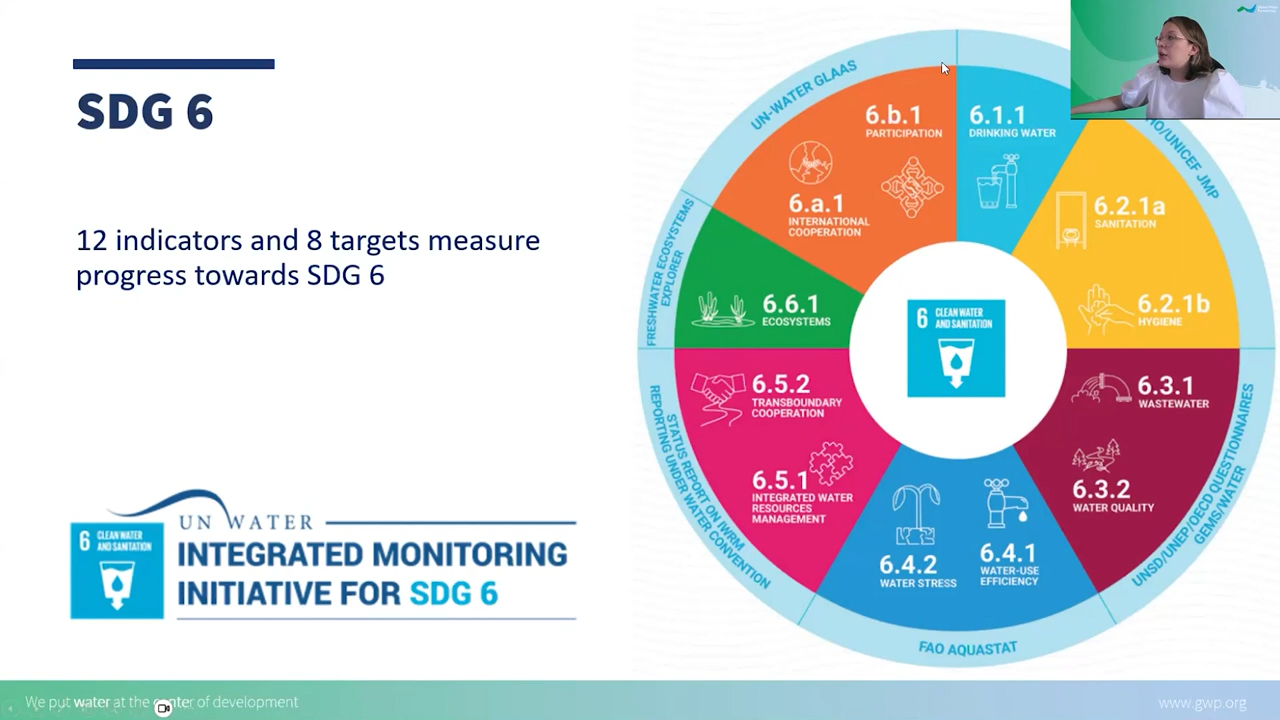 SDG 6
12 indicators and 8 targets measure
progress towards SDG 6
6
CLEAN WATER
AND SANITATION
UN WATER
INTEGRATED MONITORING
INITIATIVE FOR SDG 6
UN-WATER GLAAS
6.b.1
PARTICIPATION
6.a.1
INTERNATIONAL
COOPERATION
6.1.1
DRINKING WATER
/UNICEF JMP
6.2.1a
SANITATION
6.2.1b
HYGIENE
FRESHWATER ECOSYSTEMS
EXPLORER
6.6.1
ECOSYSTEMS
6
CLEAN WATER
AND SANITATION
6.5.2
TRANSBOUNDARY
COOPERATION
6.5.1
INTEGRATED WATER
RESOURCES
MANAGEMENT
STATUS REPORT ON IWRM
REPORTING UNDER WATER CONVENTION
6.3.1
WASTEWATER
6.3.2
WATER QUALITY
UNSD/UNEP/OECD QUESTIONNAIRES
GEMS/WATER
6.4.2
WATER STRESS
6.4.1
WATER-USE
EFFICIENCY
FAO AQUASTAT
We put water at the center of development
www.gwp.org